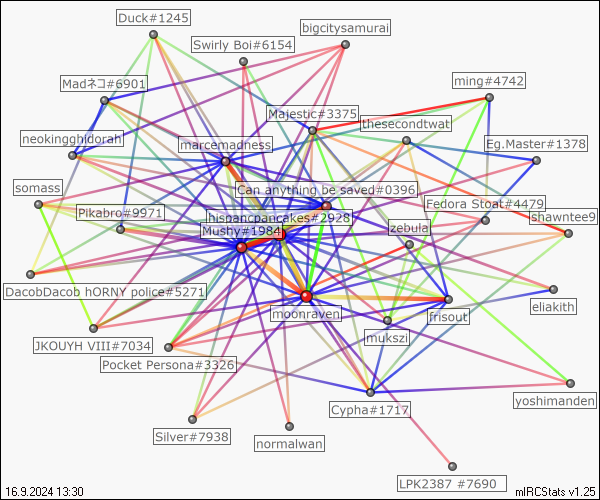 Duck#1245
bigcitysamurai
Swirly Boi#6154
ming#4742
Madネコ#6901
Majestic#3375
thesecondtwat
neokingghidorah
marcemadness
Eg.Master#1378
somass
Can anything be saved#0396
Fedora Stoat#4479
Pikabro#9971
hispancpancakes#2928
shawntee9
Mushy#1984
zebula
DacobDacob hORNY police#5271
eliakith
moonraven
frisout
mukszi
JKOUYH VIII#7034
Pocket Persona#3326
yoshimanden
Cypha#1717
Silver#7938
normalwan
LPK2387 #7690
16.9.2024 13:30
mIRCStats v1.25